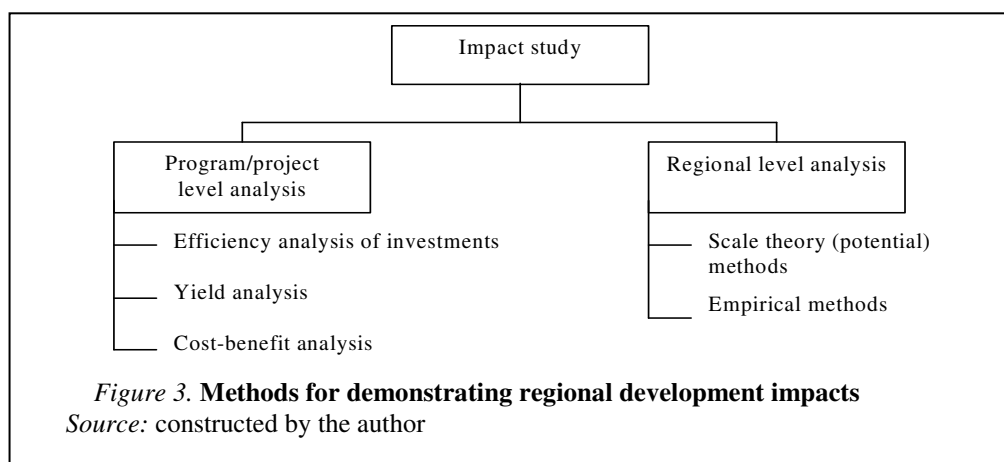 Impact study
Program/project
level analysis
Regional level analysis
Efficiency analysis of investments
Yield analysis
Cost-benefit analysis
Scale theory (potential)
methods
Empirical methods
Figure 3. Methods for demonstrating regional development impacts
Source: constructed by the author